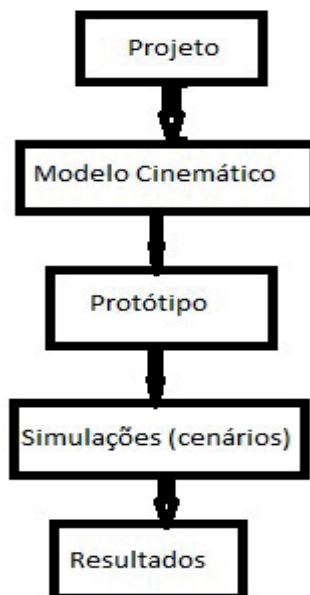 Projeto
Modelo Cinemático
Protótipo
Simulações (cenários)
Resultados